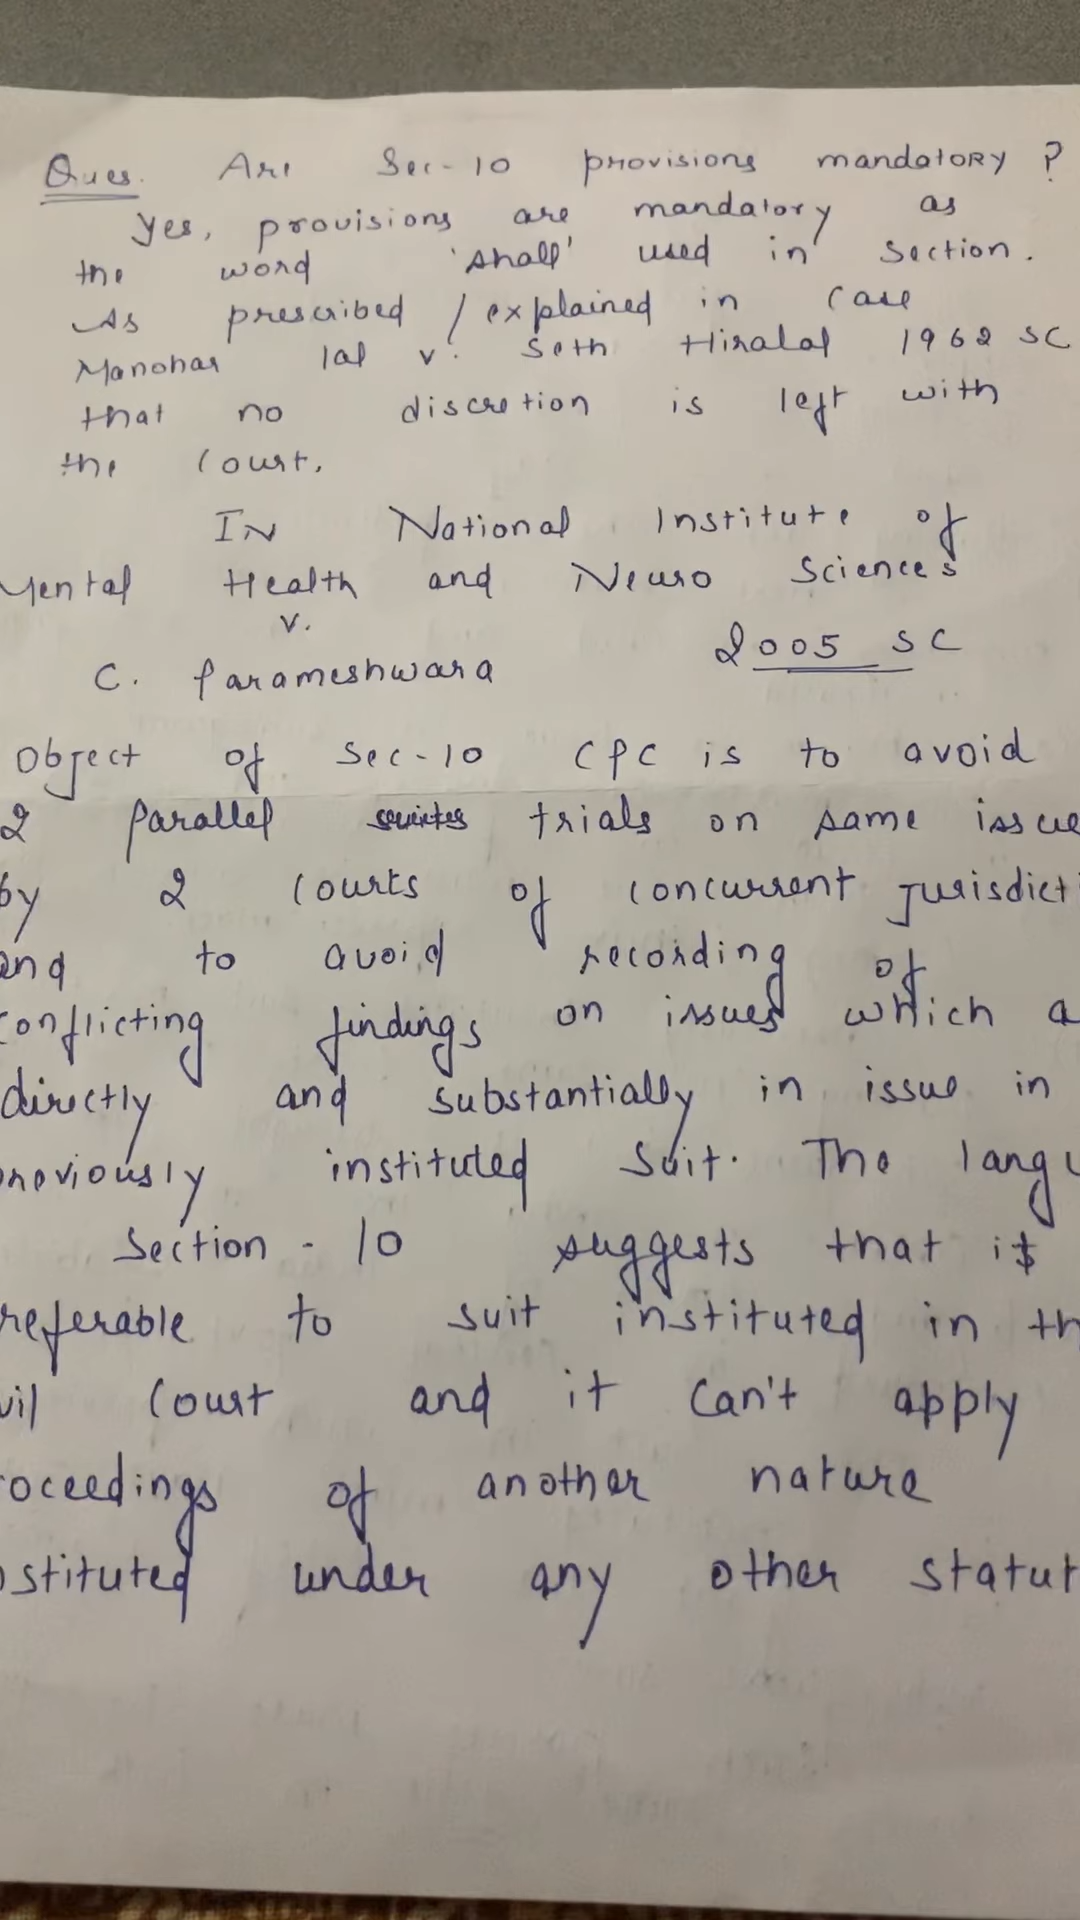 Ques. Are Sec-10 provisions mandatory ?
Yes, provisions are mandatory as
the word 'shall' used in section.
As prescribed / explained in case
Manohar lal v. Seth Hiralal 1962 SC
that no discretion is left with
the Court.
IN National Institute of
Mental Health and Neuro Sciences
v.
C. Parameshwara 2005 SC
Object of Sec-10 CPC is to avoid
2 parallel trials on same issue
by 2 Courts of concurrent jurisdicti
and to avoid recording of
conflicting findings on issues which a
directly and substantially in issue in
previously instituted suit. The langu
Section - 10 suggests that it
referable to suit instituted in th
vil Court and it can't apply
roceedings of another nature
stituted under any other statut